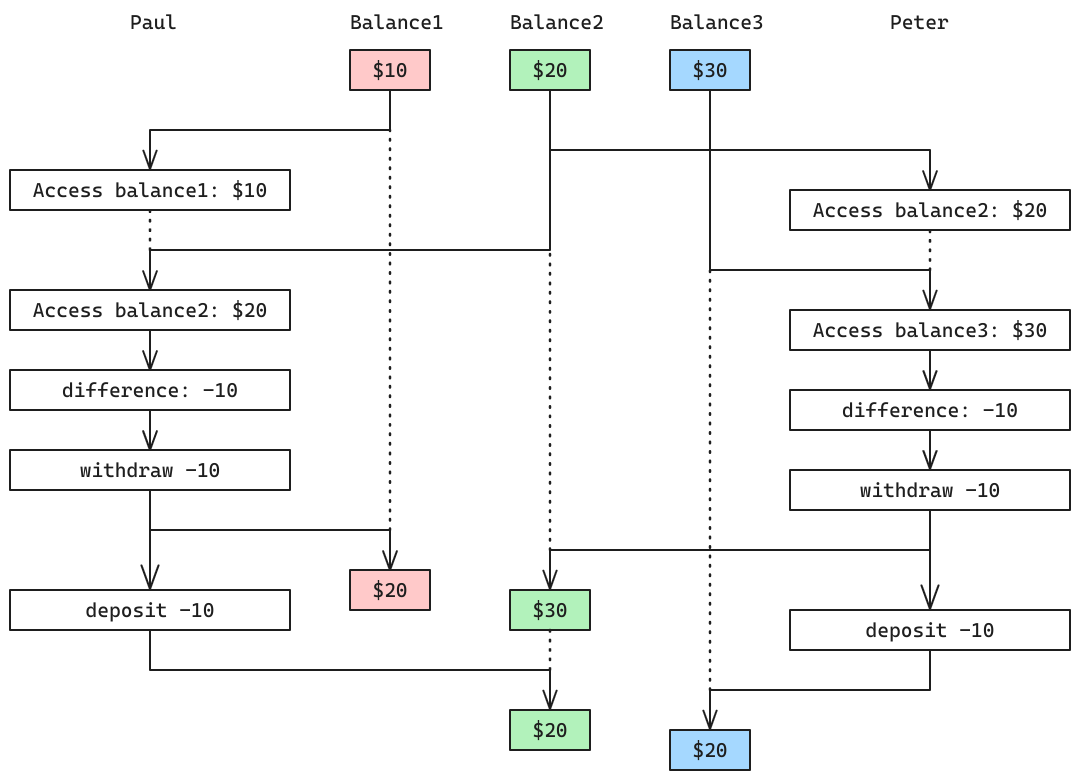 Paul
Balance1
Balance2
Balance3
Peter
$10
$20
$30
Access balance1: $10
Access balance2: $20
Access balance2: $20
Access balance3: $30
difference: -10
difference: -10
withdraw -10
withdraw -10
$20
deposit -10
$30
deposit -10
$20
$20